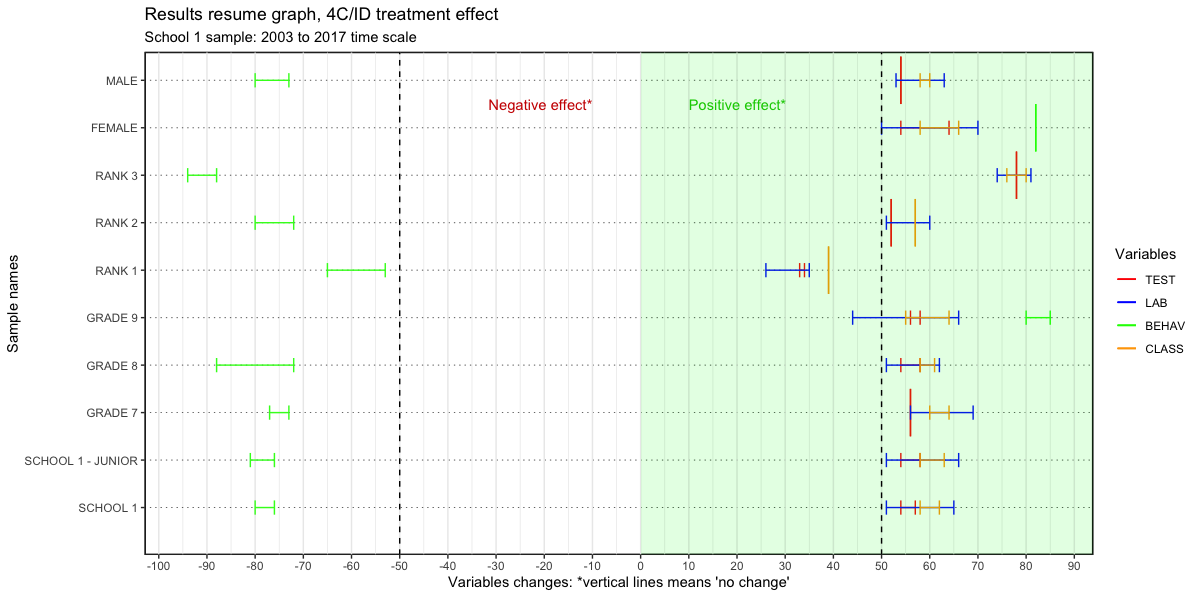 Results resume graph, 4C/ID treatment effect
School 1 sample: 2003 to 2017 time scale
Negative effect*
Positive effect*
Sample names
MALE
FEMALE
RANK 3
RANK 2
RANK 1
GRADE 9
GRADE 8
GRADE 7
SCHOOL 1 - JUNIOR
SCHOOL 1
-100 -90 -80 -70 -60 -50 -40 -30 -20 -10 0 10 20 30 40 50 60 70 80 90
Variables changes: *vertical lines means 'no change'
Variables
TEST
LAB
BEHAV
CLASS